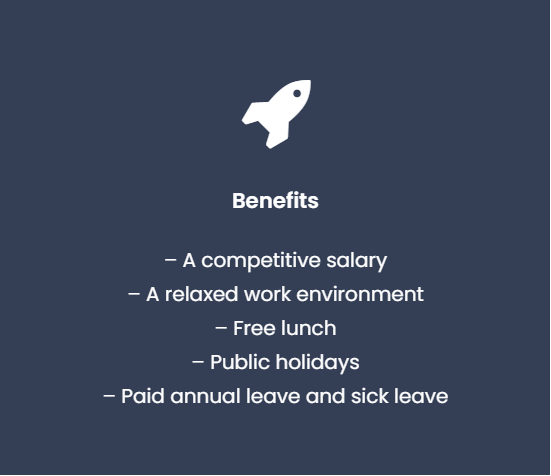 Benefits
– A competitive salary
– A relaxed work environment
– Free lunch
– Public holidays
– Paid annual leave and sick leave